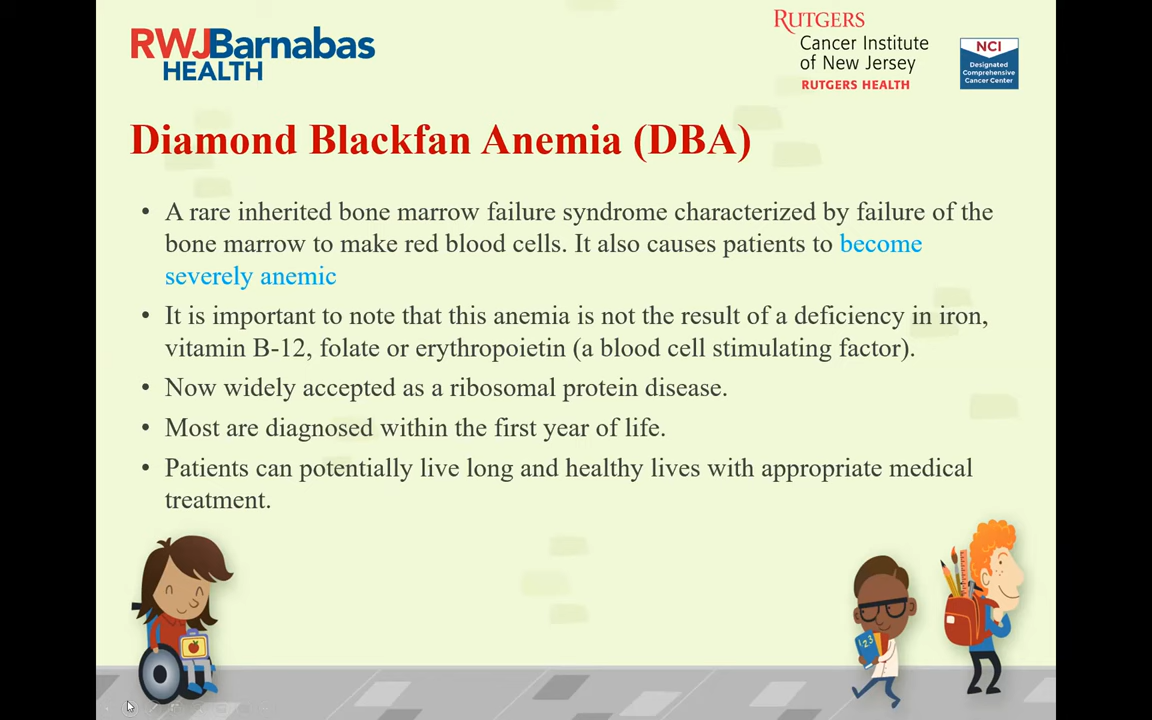 RWJBarnabas
HEALTH
RUTGERS
Cancer Institute
of New Jersey
RUTGERS HEALTH
NCI
Designated
Comprehensive
Cancer Center
Diamond Blackfan Anemia (DBA)
• A rare inherited bone marrow failure syndrome characterized by failure of the
bone marrow to make red blood cells. It also causes patients to become
severely anemic
• It is important to note that this anemia is not the result of a deficiency in iron,
vitamin B-12, folate or erythropoietin (a blood cell stimulating factor).
• Now widely accepted as a ribosomal protein disease.
• Most are diagnosed within the first year of life.
• Patients can potentially live long and healthy lives with appropriate medical
treatment.
123